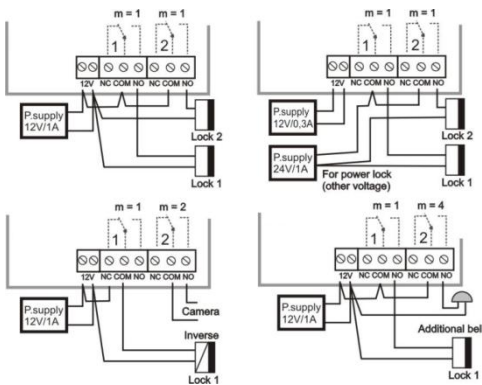 m = 1 m = 1
1 2
12V NC COM NO NC COM NO
P.supply
12V/1A
Lock 2
Lock 1
m = 1 m = 1
1 2
12V NC COM NO NC COM NO
P.supply
12V/0,3A
P.supply
24V/1A
For power lock
(other voltage)
Lock 2
Lock 1
m = 1 m = 2
1 2
12V NC COM NO NC COM NO
P.supply
12V/1A
Camera
Inverse
Lock 1
m = 1 m = 4
1 2
12V NC COM NO NC COM NO
P.supply
12V/1A
Additional bel
Lock 1